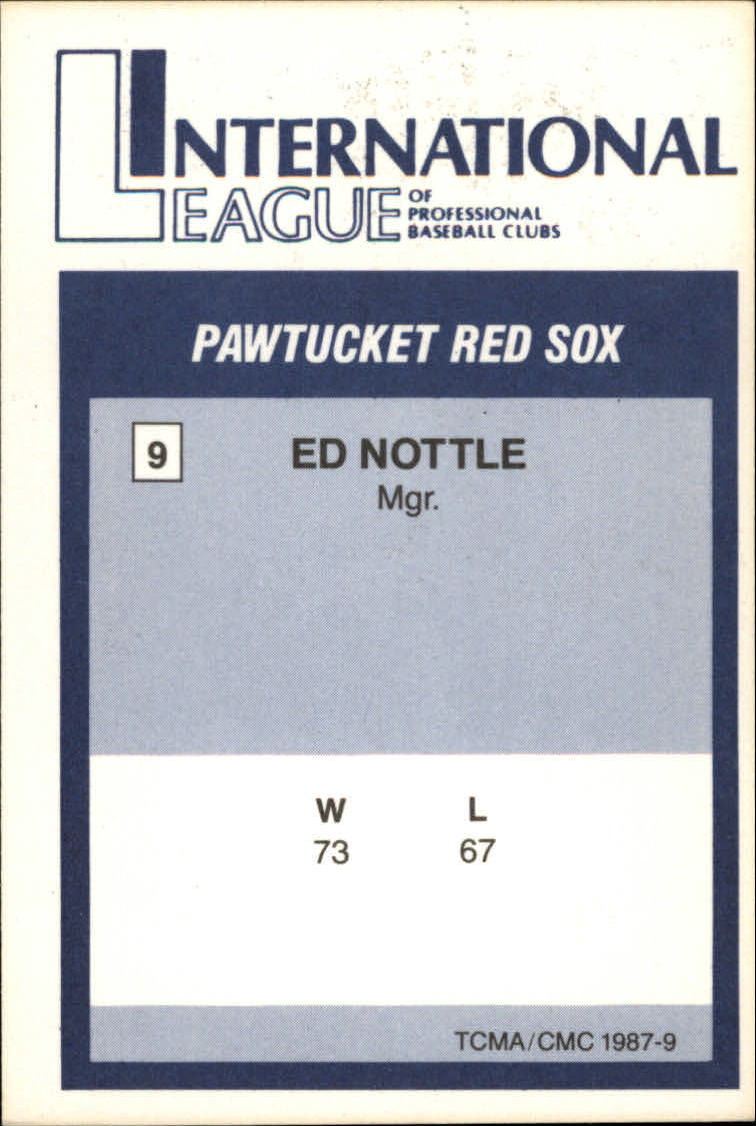 INTERNATIONAL
LEAGUE OF
PROFESSIONAL
BASEBALL CLUBS
PAWTUCKET RED SOX
9 ED NOTTLE
Mgr.
W L
73 67
TCMA/CMC 1987-9